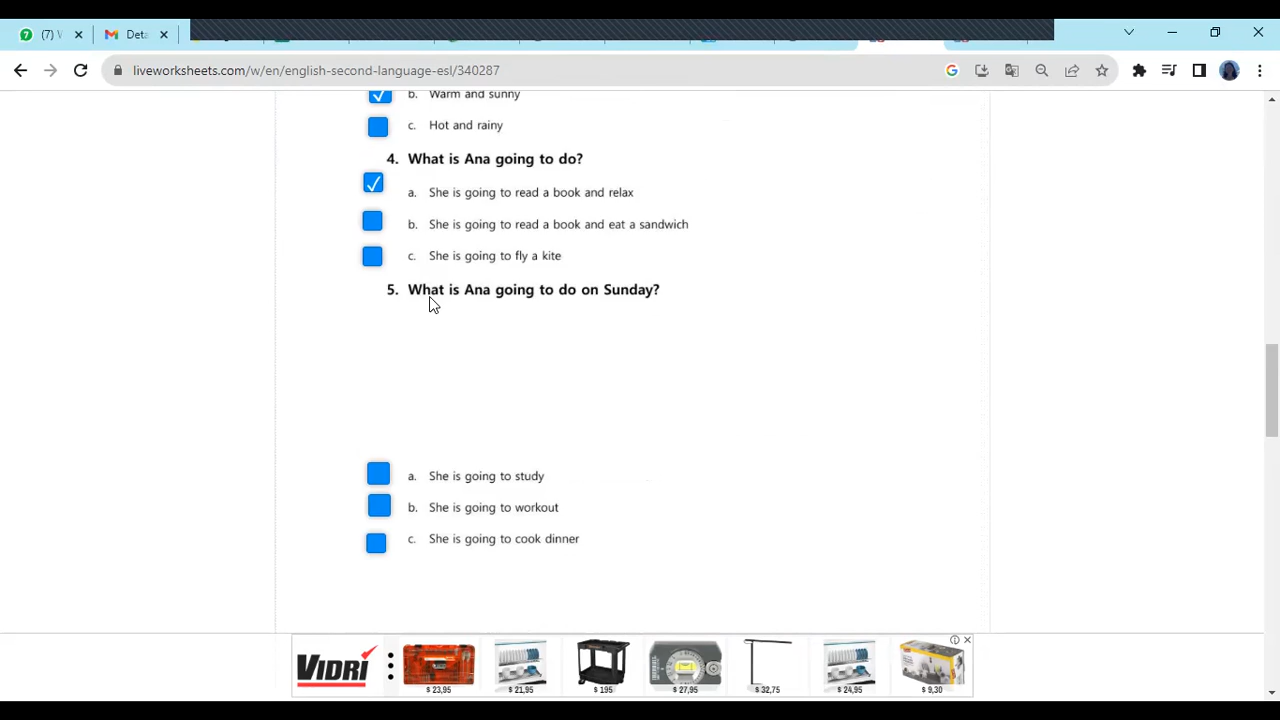 (7) V
Deta
liveworksheets.com/w/en/english-second-language-esl/340287
b. Warm and sunny
c. Hot and rainy
4. What is Ana going to do?
a. She is going to read a book and relax
b. She is going to read a book and eat a sandwich
c. She is going to fly a kite
5. What is Ana going to do on Sunday?
a. She is going to study
b. She is going to workout
c. She is going to cook dinner
VIDRI
$ 23,95
$ 21,95
$ 195
$ 27,95
$ 32,75
$ 24,95
$ 9,30